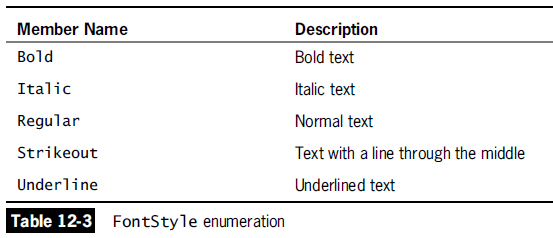 Member Name Description
Bold Bold text
Italic Italic text
Regular Normal text
Strikeout Text with a line through the middle
Underline Underlined text
Table 12-3 FontStyle enumeration